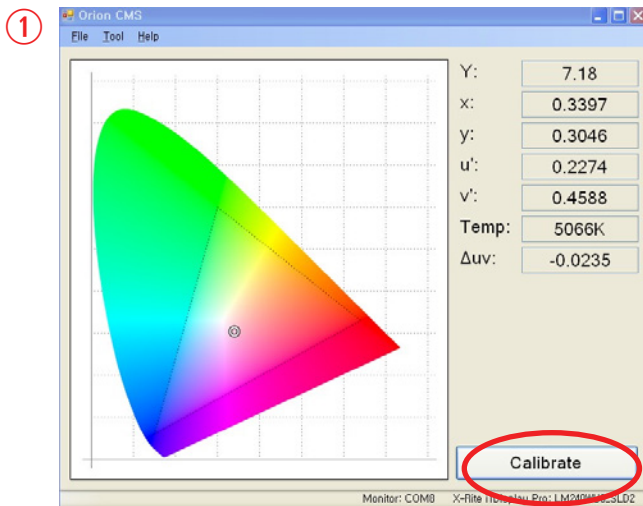 ①
Orion CMS
File Tool Help
Y: 7.18
x: 0.3397
y: 0.3046
u': 0.2274
v': 0.4588
Temp: 5066K
Δuv: -0.0235
Calibrate
Monitor: COM8 X-Rite i1Display Pro: